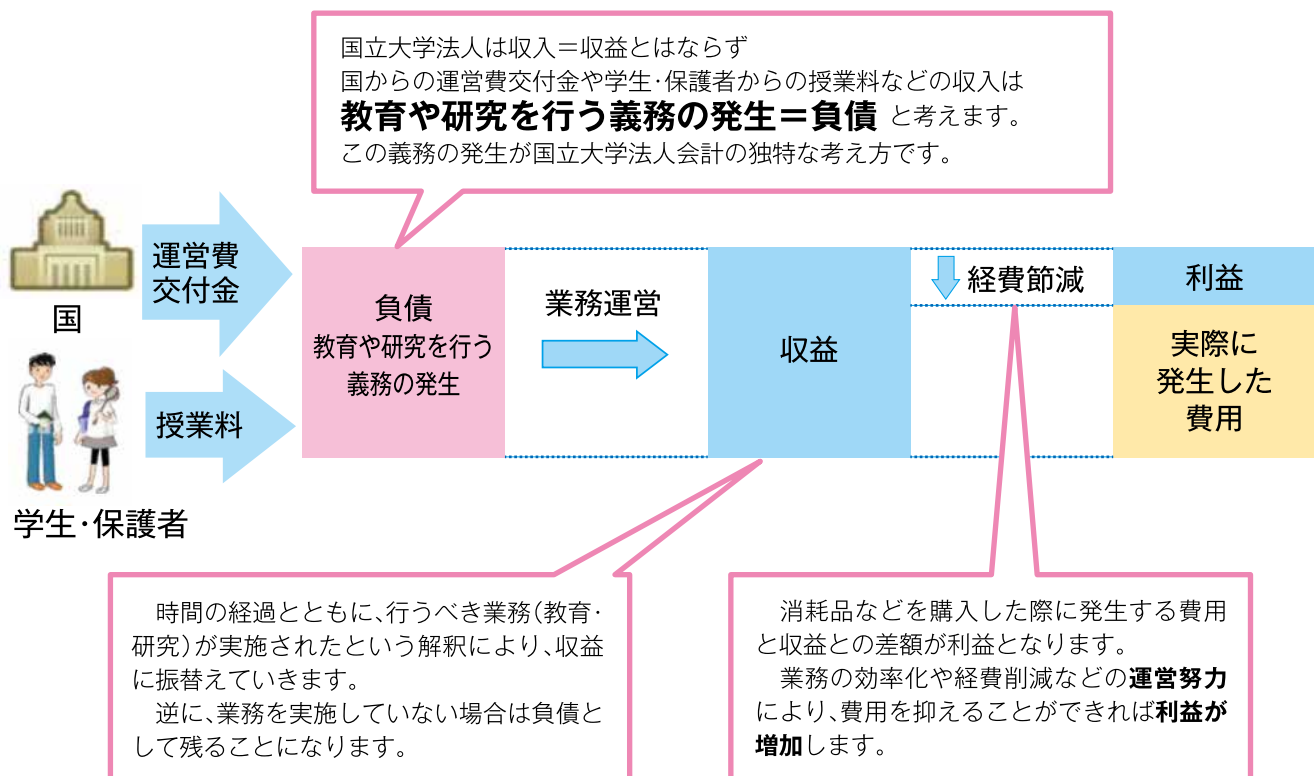 国立大学法人は収入＝収益とはならず
国からの運営費交付金や学生・保護者からの授業料などの収入は
教育や研究を行う義務の発生＝負債 と考えます。
この義務の発生が国立大学法人会計の独特な考え方です。
国
運営費
交付金
学生・保護者
授業料
負債
教育や研究を行う
義務の発生
業務運営
収益
経費節減
利益
実際に
発生した
費用
時間の経過とともに、行うべき業務（教育・
研究）が実施されたという解釈により、収益
に振替えていきます。
逆に、業務を実施していない場合は負債と
して残ることになります。
消耗品などを購入した際に発生する費用
と収益との差額が利益となります。
業務の効率化や経費削減などの運営努力
により、費用を抑えることができれば利益が
増加します。